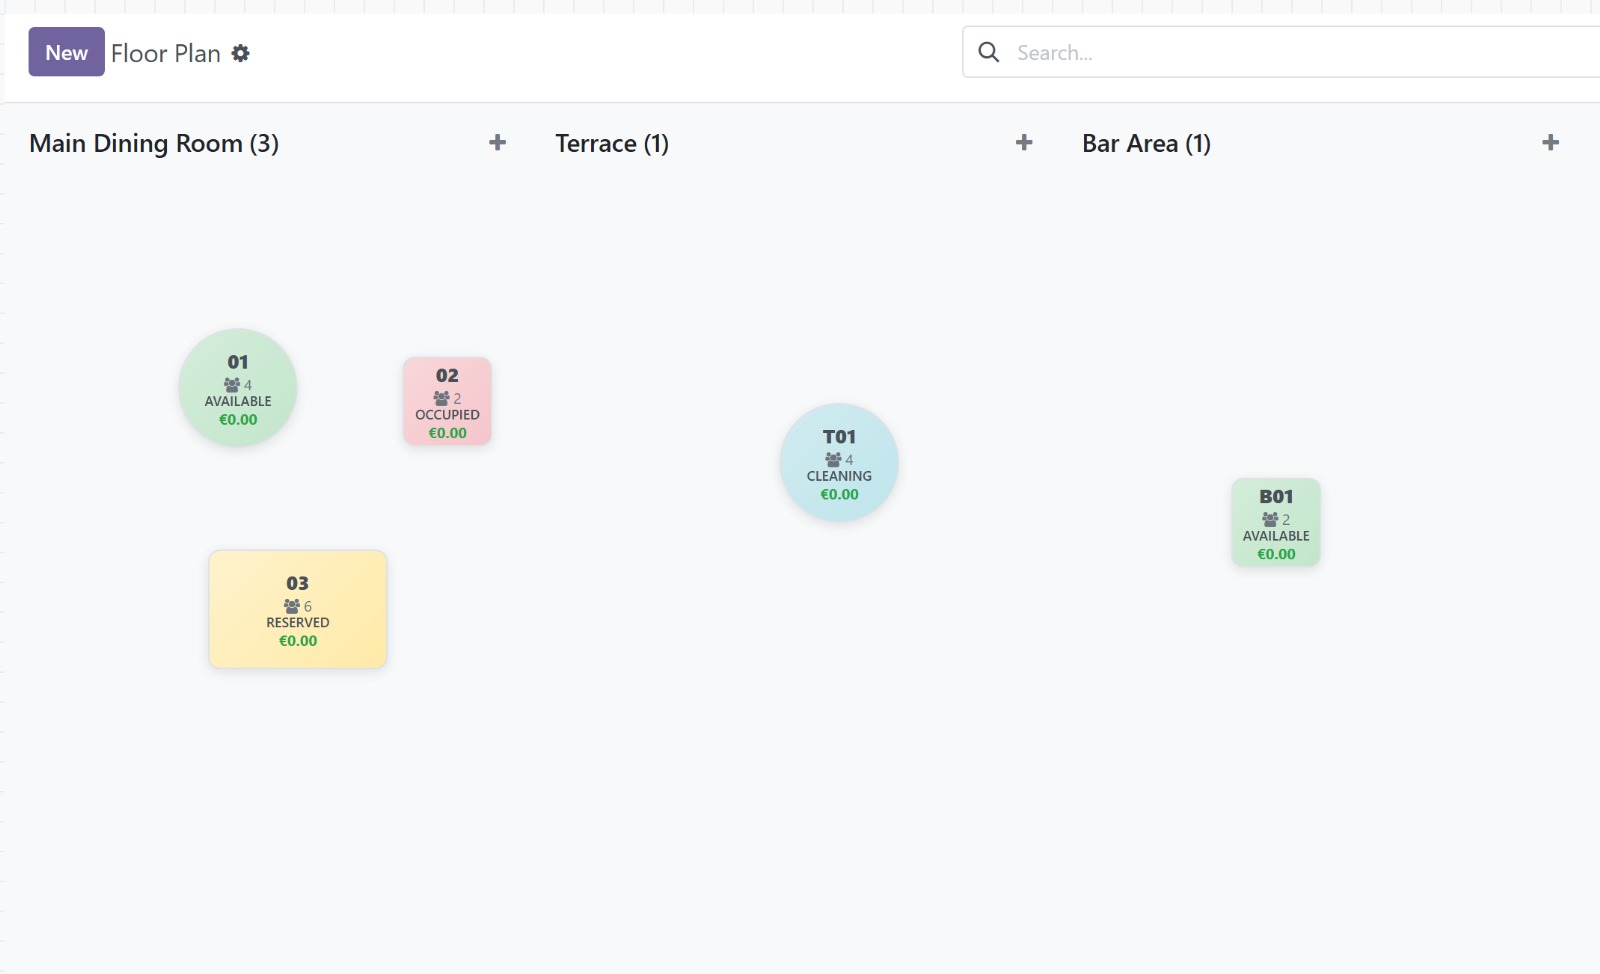 New Floor Plan Search...
Main Dining Room (3) Terrace (1) Bar Area (1)
01
4
AVAILABLE
€0.00
02
2
OCCUPIED
€0.00
T01
4
CLEANING
€0.00
B01
2
AVAILABLE
€0.00
03
6
RESERVED
€0.00